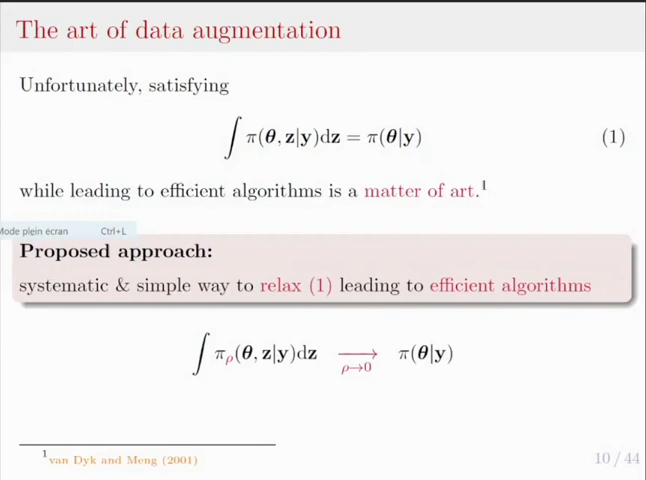 The art of data augmentation
Unfortunately, satisfying
∫ π(θ, z|y)dz = π(θ|y) (1)
while leading to efficient algorithms is a matter of art.¹
Mode plein écran Ctrl+L
Proposed approach:
systematic & simple way to relax (1) leading to efficient algorithms
∫ π_ρ(θ, z|y)dz ⟶_{ρ→0} π(θ|y)
¹van Dyk and Meng (2001)
10 / 44